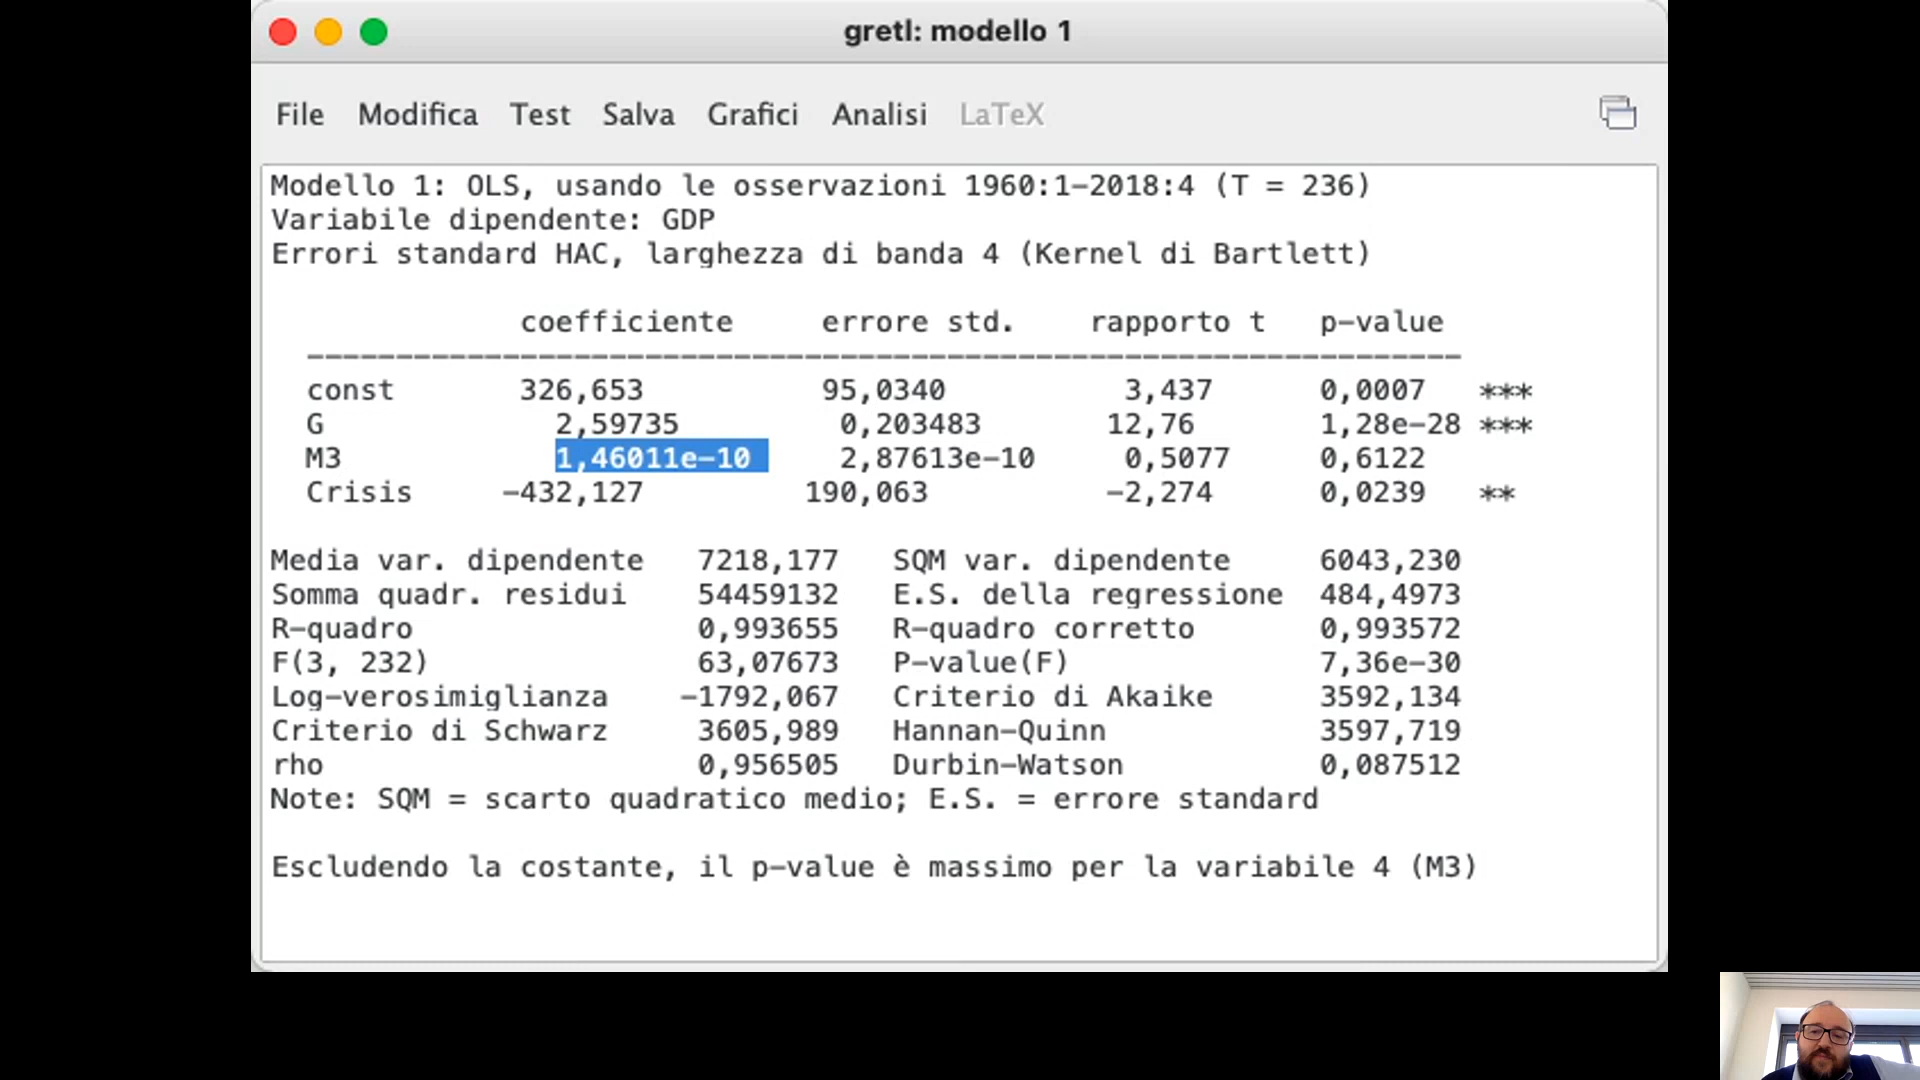 gretl: modello 1
File Modifica Test Salva Grafici Analisi LaTeX
Modello 1: OLS, usando le osservazioni 1960:1-2018:4 (T = 236)
Variabile dipendente: GDP
Errori standard HAC, larghezza di banda 4 (Kernel di Bartlett)
coefficiente errore std. rapporto t p-value
const 326,653 95,0340 3,437 0,0007 ***
G 2,59735 0,203483 12,76 1,28e-28 ***
M3 1,46011e-10 2,87613e-10 0,5077 0,6122
Crisis -432,127 190,063 -2,274 0,0239 **
Media var. dipendente 7218,177 SQM var. dipendente 6043,230
Somma quadr. residui 54459132 E.S. della regressione 484,4973
R-quadro 0,993655 R-quadro corretto 0,993572
F(3, 232) 63,07673 P-value(F) 7,36e-30
Log-verosimiglianza -1792,067 Criterio di Akaike 3592,134
Criterio di Schwarz 3605,989 Hannan-Quinn 3597,719
rho 0,956505 Durbin-Watson 0,087512
Note: SQM = scarto quadratico medio; E.S. = errore standard
Escludendo la costante, il p-value è massimo per la variabile 4 (M3)